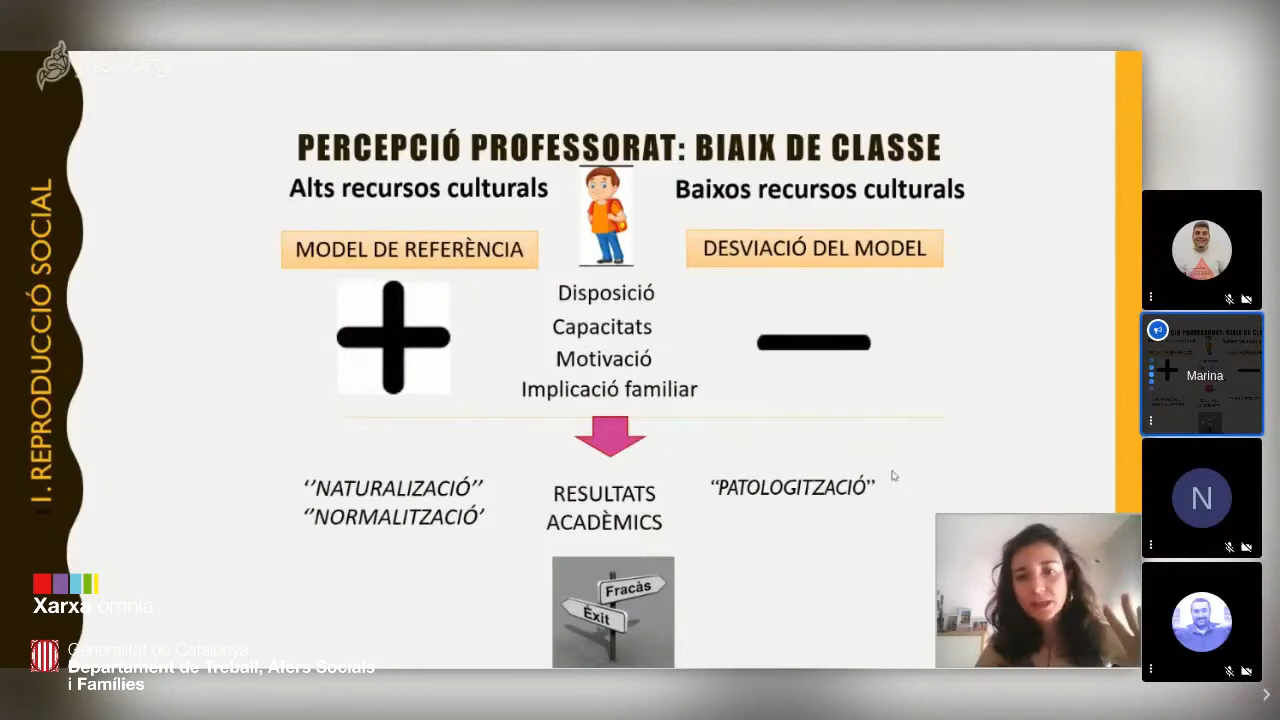 I. REPRODUCCIÓ SOCIAL
PERCEPCIÓ PROFESSORAT: BIAIX DE CLASSE
Alts recursos culturals
Baixos recursos culturals
MODEL DE REFERÈNCIA
DESVIACIÓ DEL MODEL
Disposició
Capacitats
Motivació
Implicació familiar
‘’NATURALIZACIÓ’’
‘’NORMALITZACIÓ’
RESULTATS
ACADÈMICS
“PATOLOGITZACIÓ”
Fracàs
Èxit
Xarxa òmnia
Generalitat de Catalunya
Departament de Treball, Afers Socials
i Famílies
Marina
N